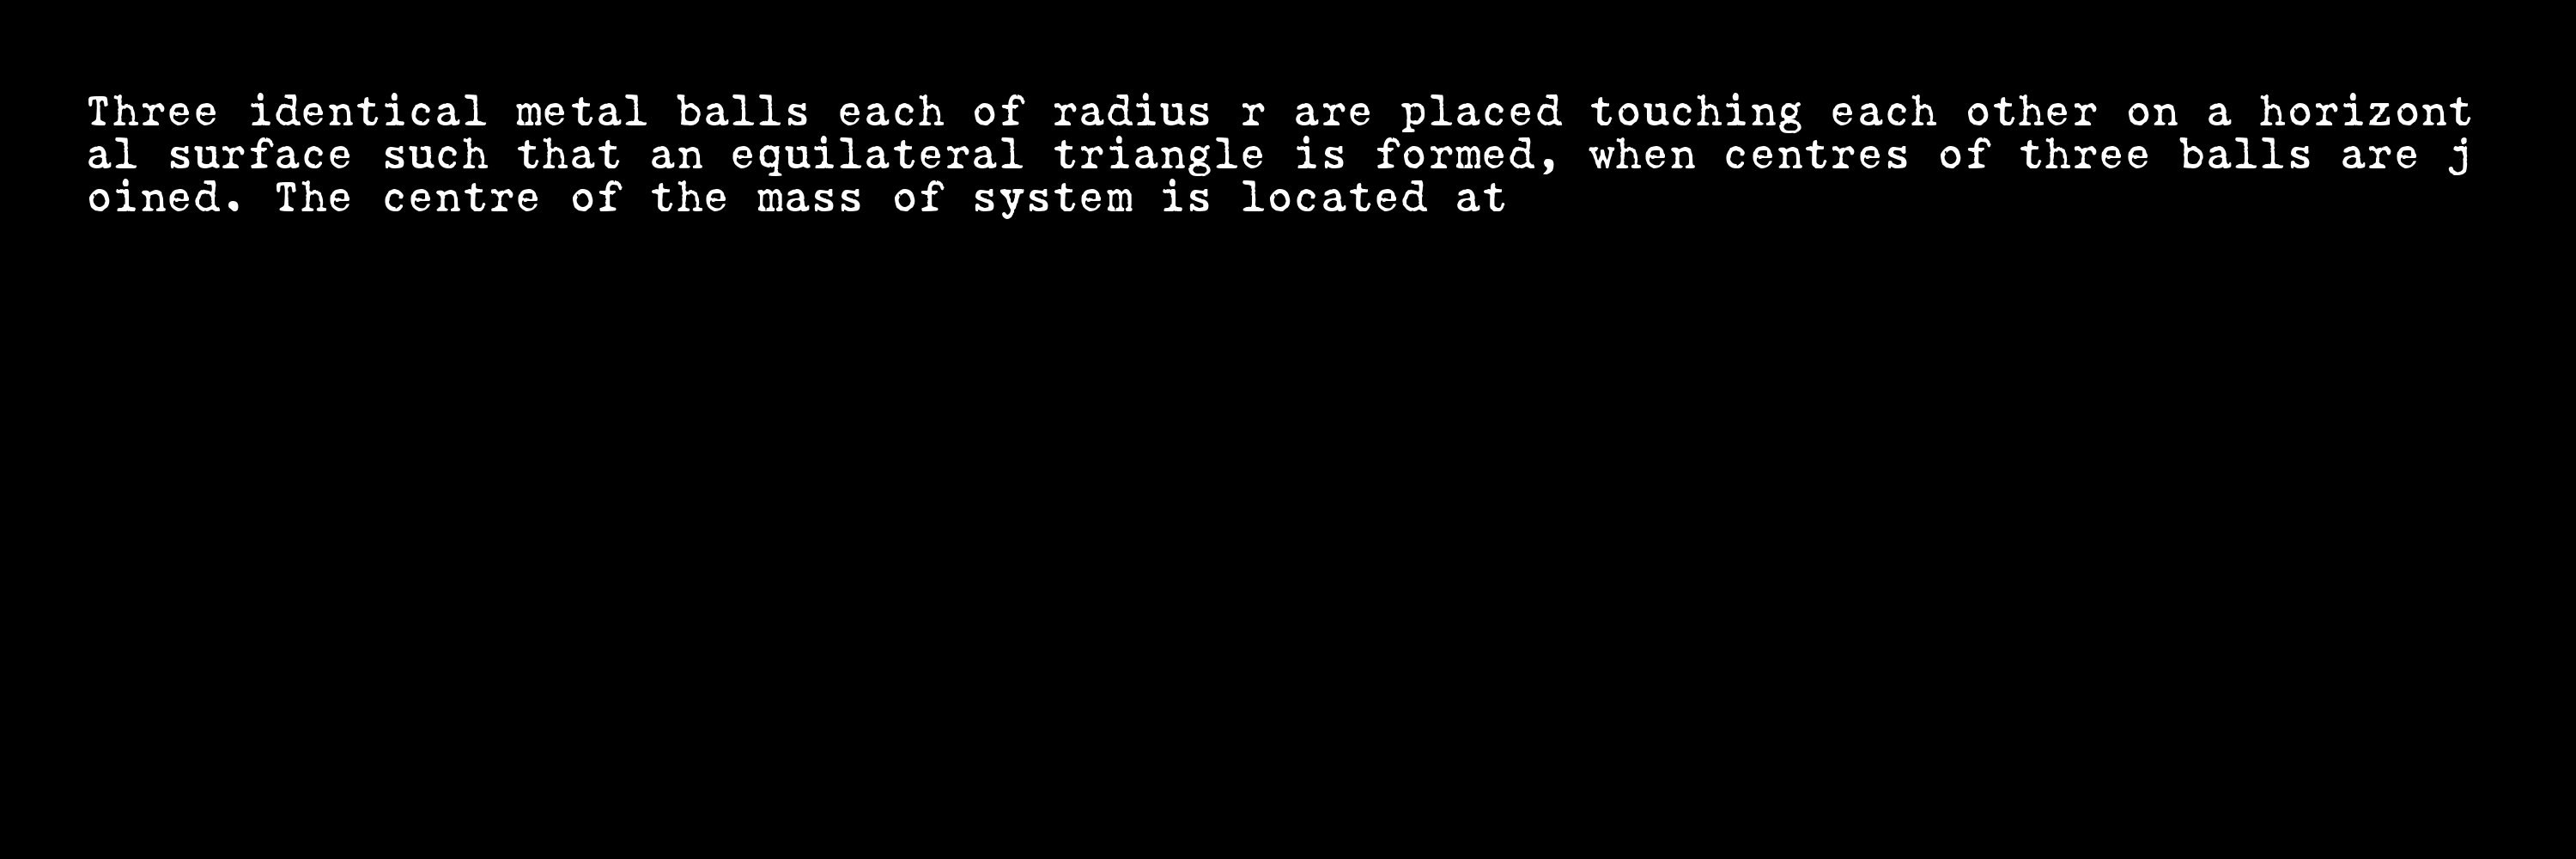 Three identical metal balls each of radius r are placed touching each other on a horizont
al surface such that an equilateral triangle is formed, when centres of three balls are j
oined. The centre of the mass of system is located at